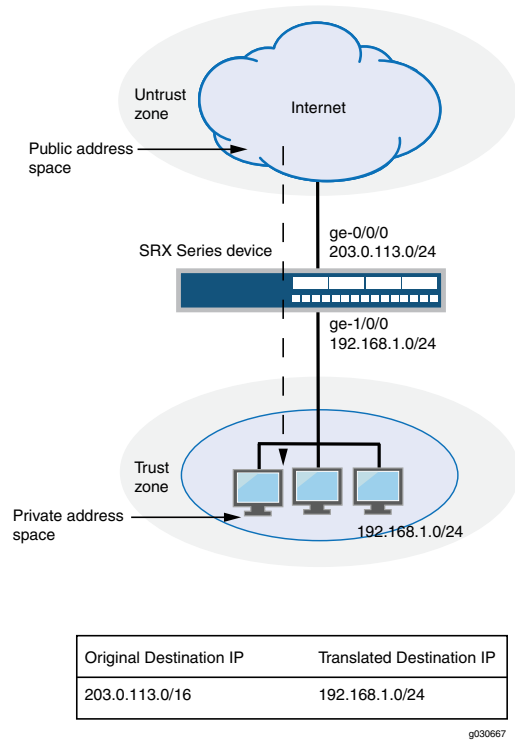 Untrust
zone
Internet
Public address
space
ge-0/0/0
203.0.113.0/24
SRX Series device
ge-1/0/0
192.168.1.0/24
Trust
zone
Private address
space
192.168.1.0/24
Original Destination IP
Translated Destination IP
203.0.113.0/16
192.168.1.0/24
g030667